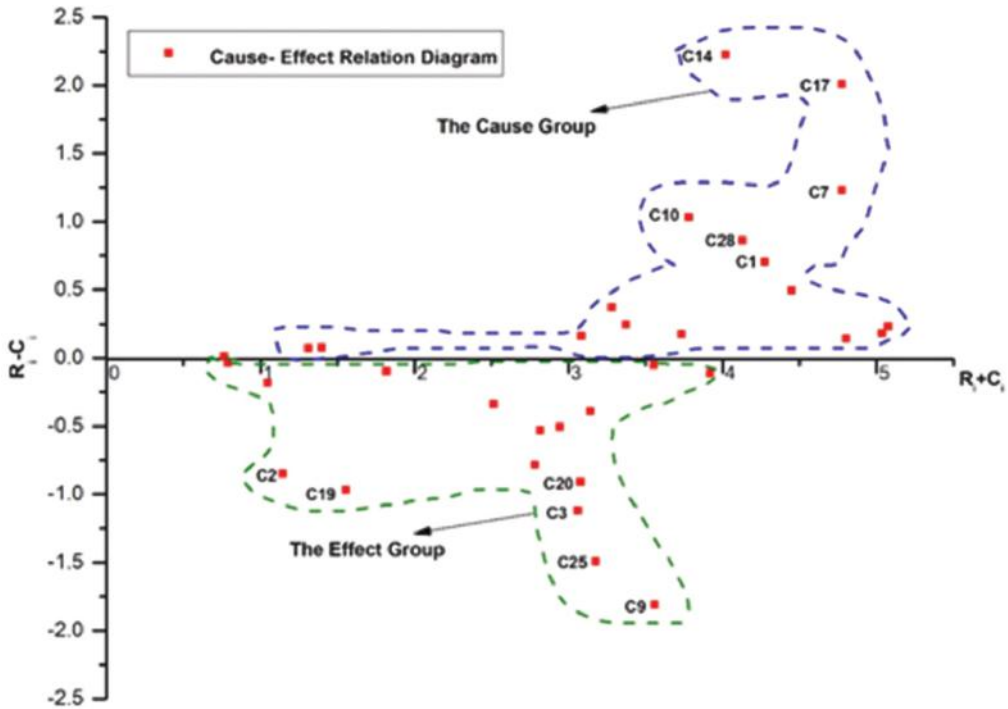 2.5
Cause- Effect Relation Diagram
C14
2.0
C17
The Cause Group
1.5
C7
1.0
C10
C28
C1
0.5
0.0
0 1 2 3 4 5
R -C
R +C
-0.5
C2
C20
C19
-1.0
C3
The Effect Group
-1.5
C25
C9
-2.0
-2.5